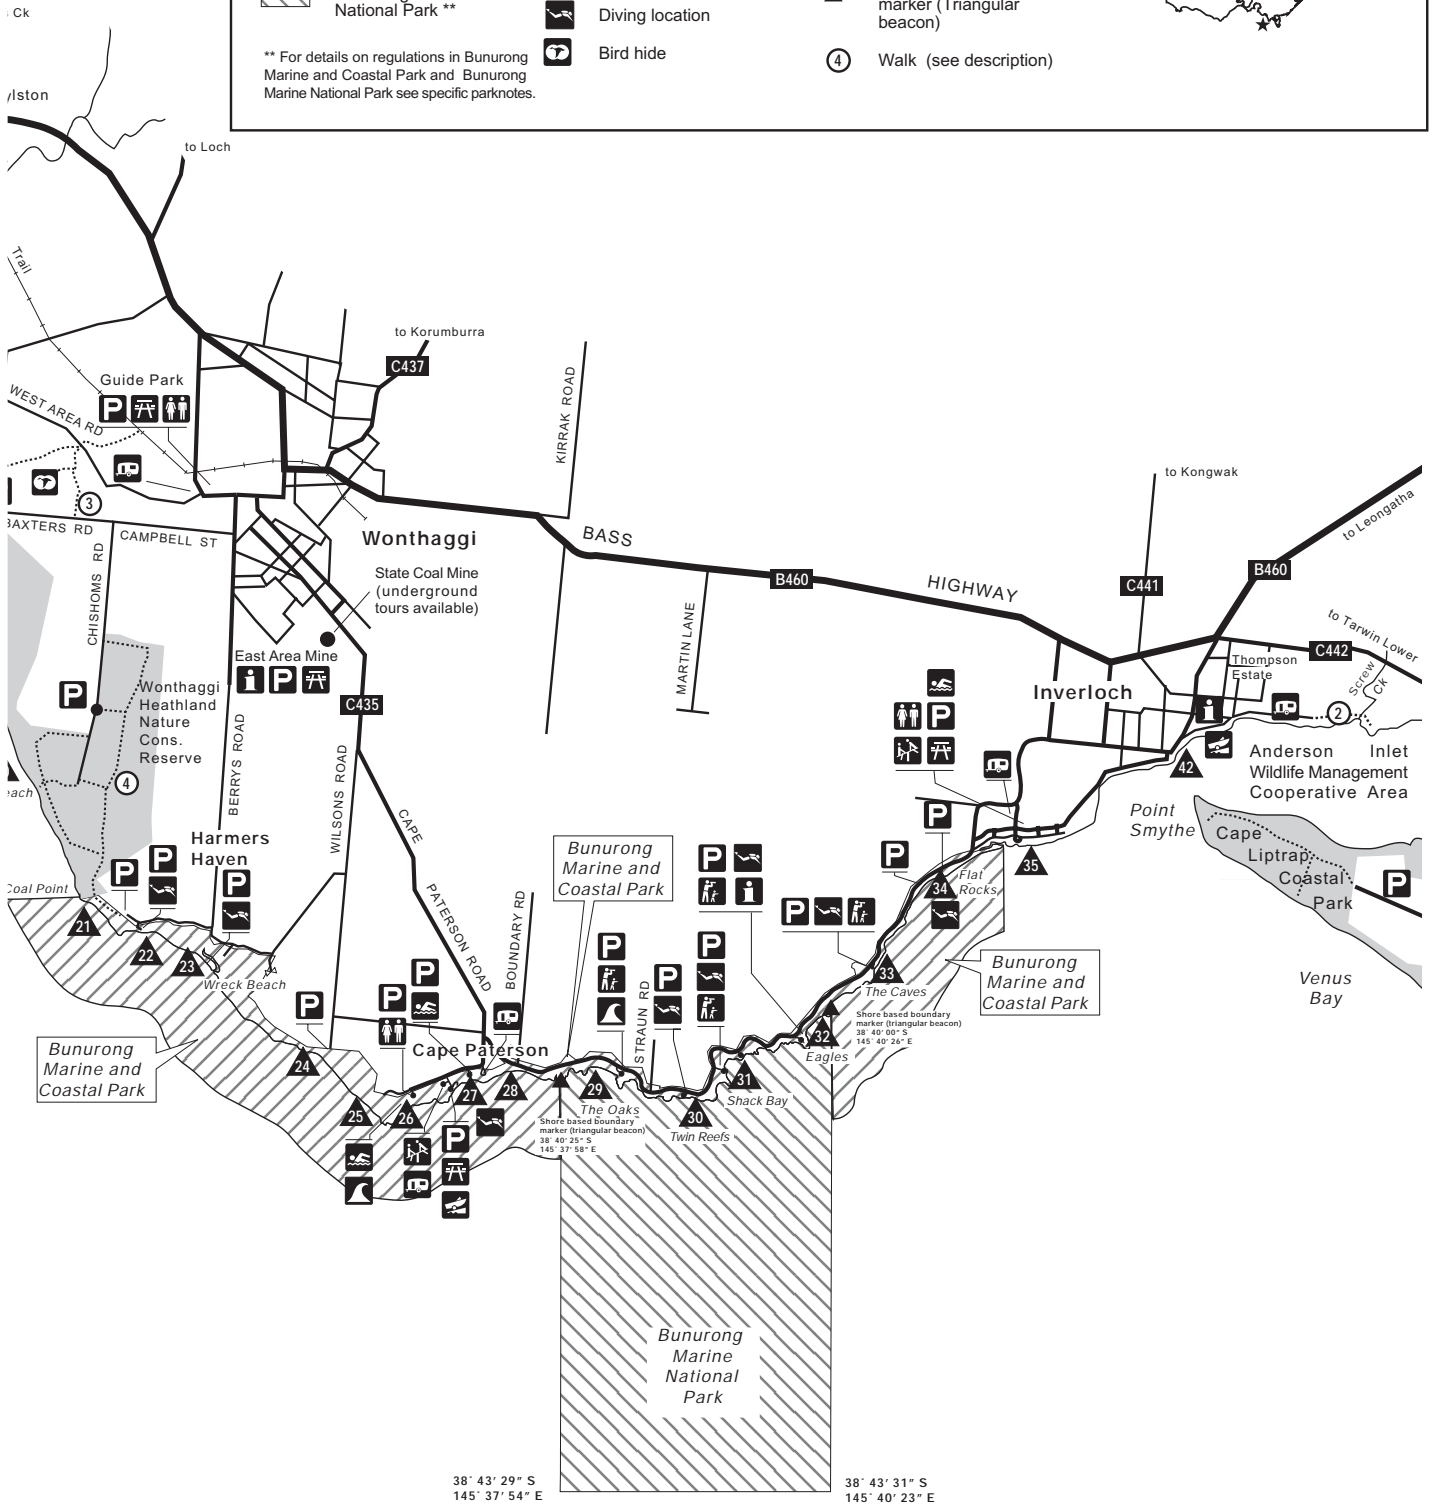 Ck
National Park **
Diving location
marker (Triangular
beacon)
Bird hide
4 Walk (see description)
** For details on regulations in Bunurong
Marine and Coastal Park and Bunurong
Marine National Park see specific parknotes.
ylston
to Loch
Trail
to Korumburra
C437
Guide Park
P
WEST AREA RD
KIRRAK ROAD
to Kongwak
to Leongatha
3
BAXTERS RD
CAMPBELL ST
Wonthaggi
BASS
B460
HIGHWAY
C441
B460
State Coal Mine
(underground
tours available)
CHISHOMS RD
MARTIN LANE
to Tarwin Lower
C442
Thompson
Estate
Screw
Ck
East Area Mine
i P
P
Wonthaggi
Heathland
Nature
Cons.
Reserve
C435
BERRYS ROAD
WILSONS ROAD
Inverloch
P
i
2
42
Anderson Inlet
Wildlife Management
Cooperative Area
4
each
Point
Smythe
Cape
Liptrap
Coastal
Park
P
Venus
Bay
Harmers
Haven
P
P
P
CAPE
PATERSON ROAD
BOUNDARY RD
Bunurong
Marine and
Coastal Park
P
i
P
P
35
34
Flat
Rocks
Coal Point
21
22
23
Wreck Beach
P
P
P
P
P
P
P
STRAUN RD
33
The Caves
Bunurong
Marine and
Coastal Park
Shore based boundary
marker (triangular beacon)
38° 40' 00" S
145° 40' 26" E
32
Eagles
31
Shack Bay
30
Twin Reefs
29
The Oaks
Shore based boundary
marker (triangular beacon)
38° 40' 25" S
145° 37' 58" E
Cape Paterson
28
27
26
25
24
P
Bunurong
Marine and
Coastal Park
Bunurong
Marine
National
Park
38° 43' 29" S
145° 37' 54" E
38° 43' 31" S
145° 40' 23" E